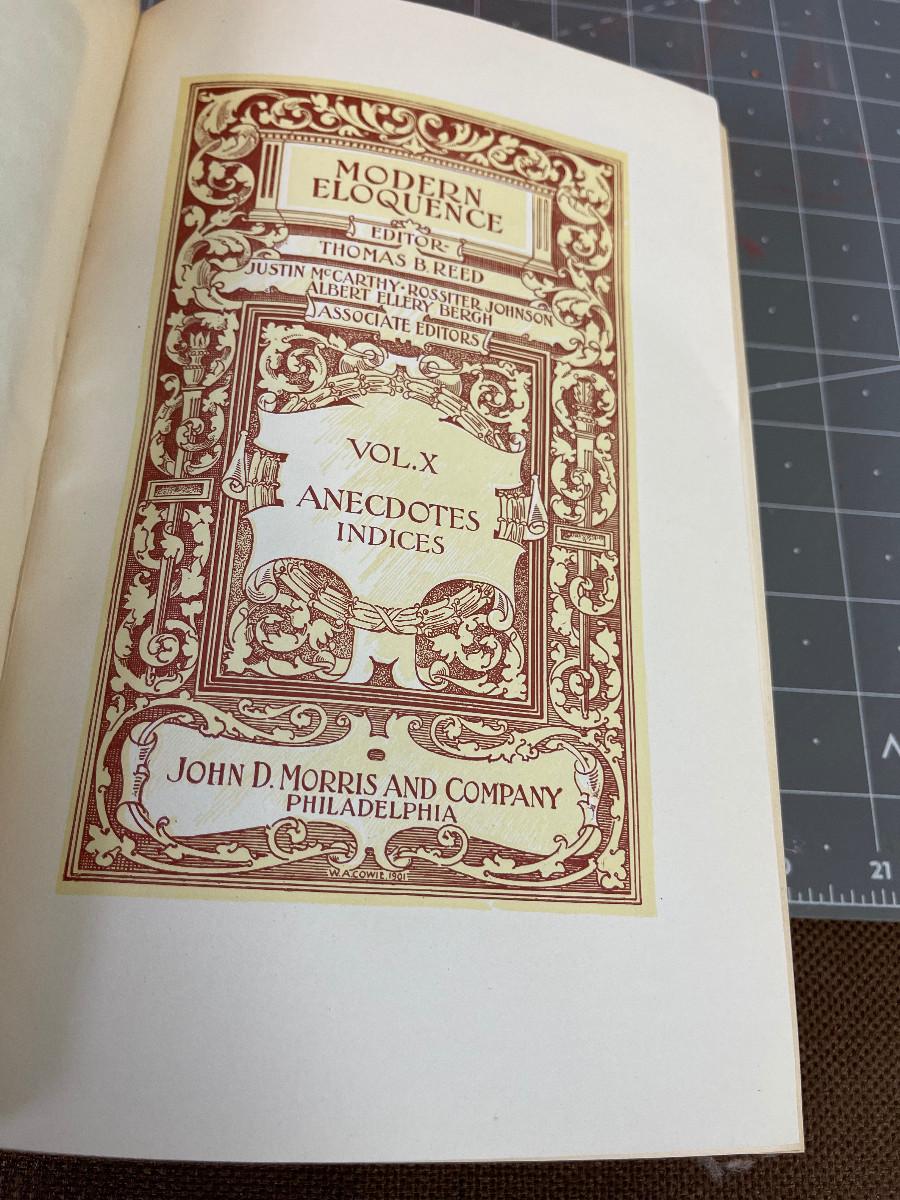 MODERN
ELOQUENCE
EDITOR-
THOMAS B. REED
JUSTIN McCARTHY · ROSSITER JOHNSON
ALBERT ELLERY BERGH
ASSOCIATE EDITORS
VOL. X
ANECDOTES
INDICES
JOHN D. MORRIS AND COMPANY
PHILADELPHIA
W.A.COWIE.1901
21